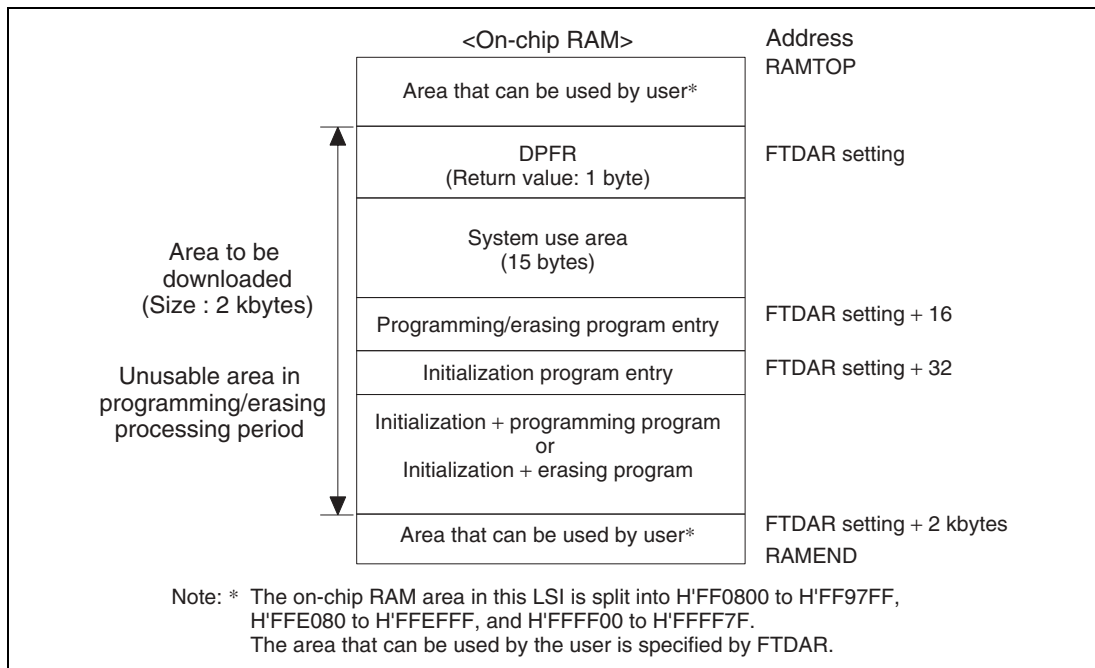 <On-chip RAM>
Address
RAMTOP
Area that can be used by user*
DPFR
(Return value: 1 byte)
FTDAR setting
System use area
(15 bytes)
Area to be
downloaded
(Size : 2 kbytes)
Programming/erasing program entry
FTDAR setting + 16
Initialization program entry
FTDAR setting + 32
Unusable area in
programming/erasing
processing period
Initialization + programming program
or
Initialization + erasing program
Area that can be used by user*
FTDAR setting + 2 kbytes
RAMEND
Note: * The on-chip RAM area in this LSI is split into H'FF0800 to H'FF97FF,
H'FFE080 to H'FFEFFF, and H'FFFF00 to H'FFFF7F.
The area that can be used by the user is specified by FTDAR.